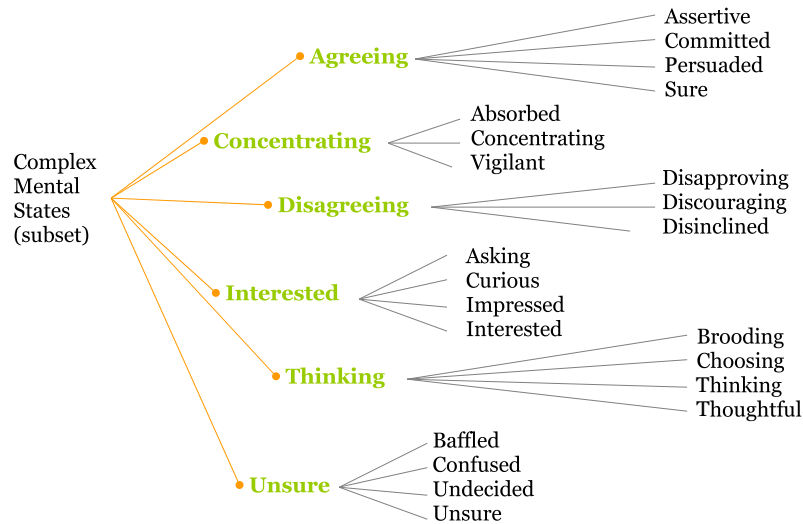 Complex
Mental
States
(subset)
Agreeing
Assertive
Committed
Persuaded
Sure
Concentrating
Absorbed
Concentrating
Vigilant
Disagreeing
Disapproving
Discouraging
Disinclined
Interested
Asking
Curious
Impressed
Interested
Thinking
Brooding
Choosing
Thinking
Thoughtful
Unsure
Baffled
Confused
Undecided
Unsure